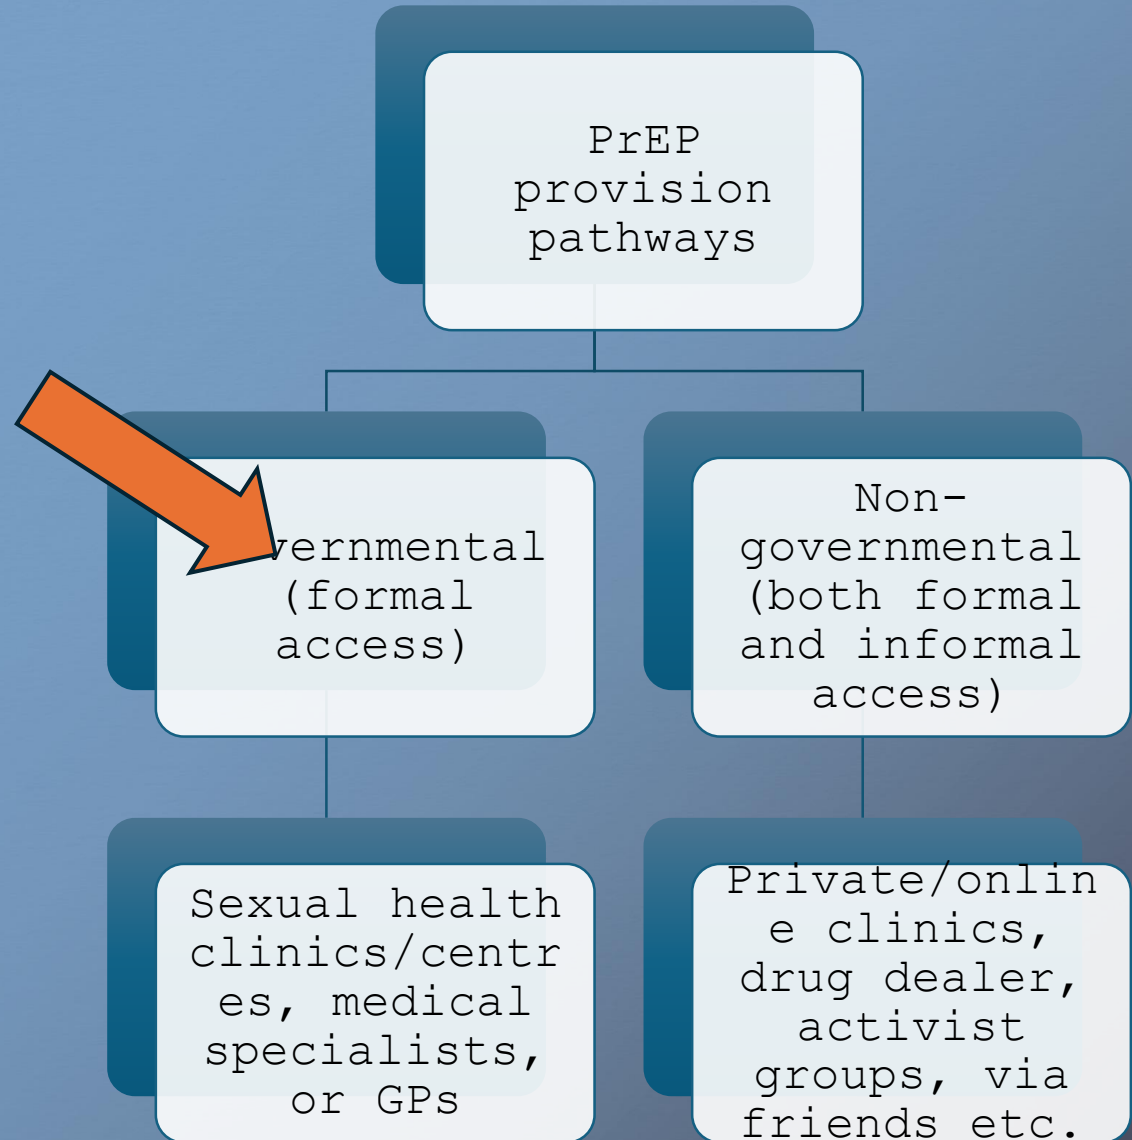 PrEP
provision
pathways
vernmental
(formal
access)
Non-
governmental
(both formal
and informal
access)
Sexual health
clinics/centr
es, medical
specialists,
or GPs
Private/onlin
e clinics,
drug dealer,
activist
groups, via
friends etc.